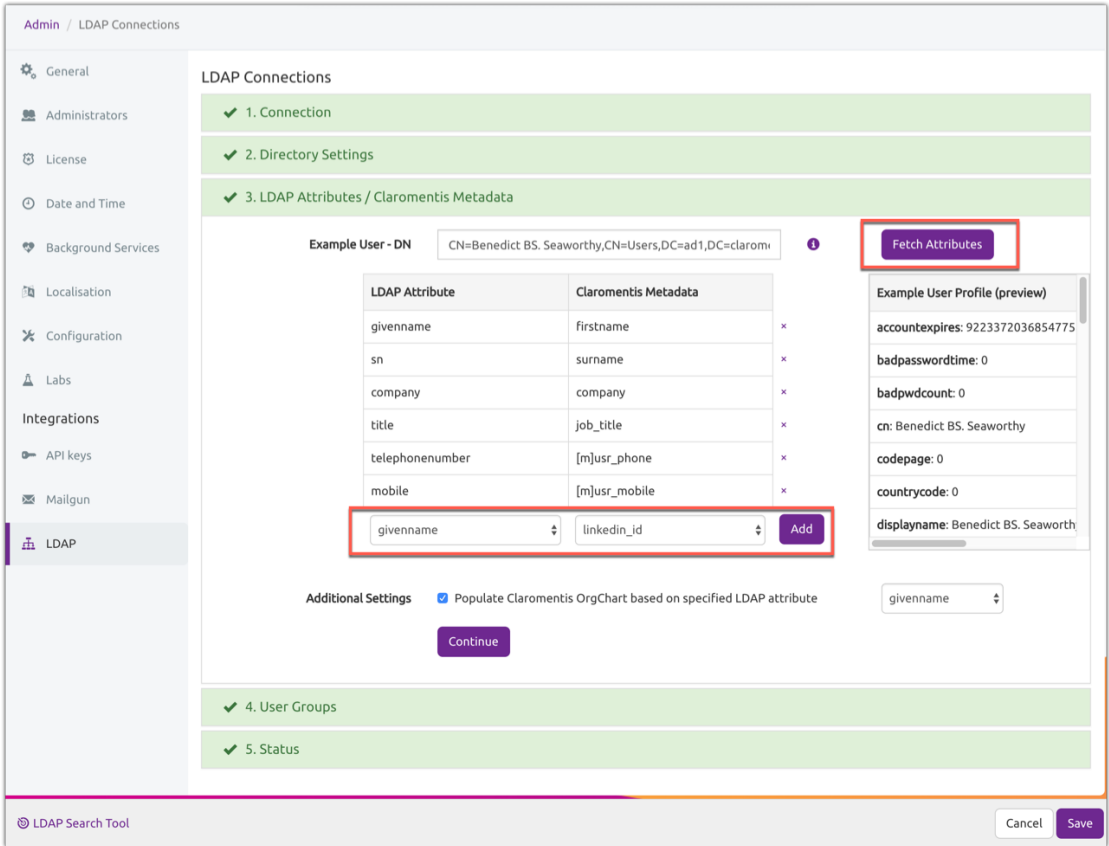 Admin / LDAP Connections
General
Administrators
License
Date and Time
Background Services
Localisation
Configuration
Labs
Integrations
API keys
Mailgun
LDAP
LDAP Connections
1. Connection
2. Directory Settings
3. LDAP Attributes / Claromentis Metadata
Example User - DN CN=Benedict BS. Seaworthy,CN=Users,DC=ad1,DC=clarome Fetch Attributes
LDAP Attribute Claromentis Metadata
givenname firstname ×
sn surname ×
company company ×
title job_title ×
telephonenumber [m]usr_phone ×
mobile [m]usr_mobile ×
givenname linkedin_id Add
Example User Profile (preview)
accountexpires: 9223372036854775
badpasswordtime: 0
badpwdcount: 0
cn: Benedict BS. Seaworthy
codepage: 0
countrycode: 0
displayname: Benedict BS. Seaworth
Additional Settings Populate Claromentis OrgChart based on specified LDAP attribute givenname
Continue
4. User Groups
5. Status
LDAP Search Tool Cancel Save